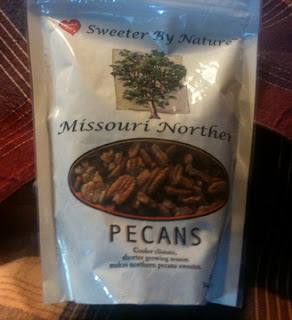 Sweeter By Nature
Missouri Norther
PECANS
Cooler climate,
shorter growing season
makes northern pecans sweeter.